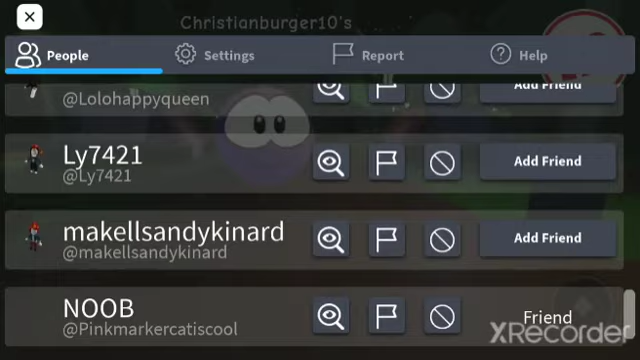 Christianburger10's
People
Settings
Report
Help
@Lolohappyqueen
Add Friend
Ly7421
@Ly7421
Add Friend
makellsandykinard
@makellsandykinard
Add Friend
NOOB
@Pinkmarkercatiscool
Friend
XRecorder